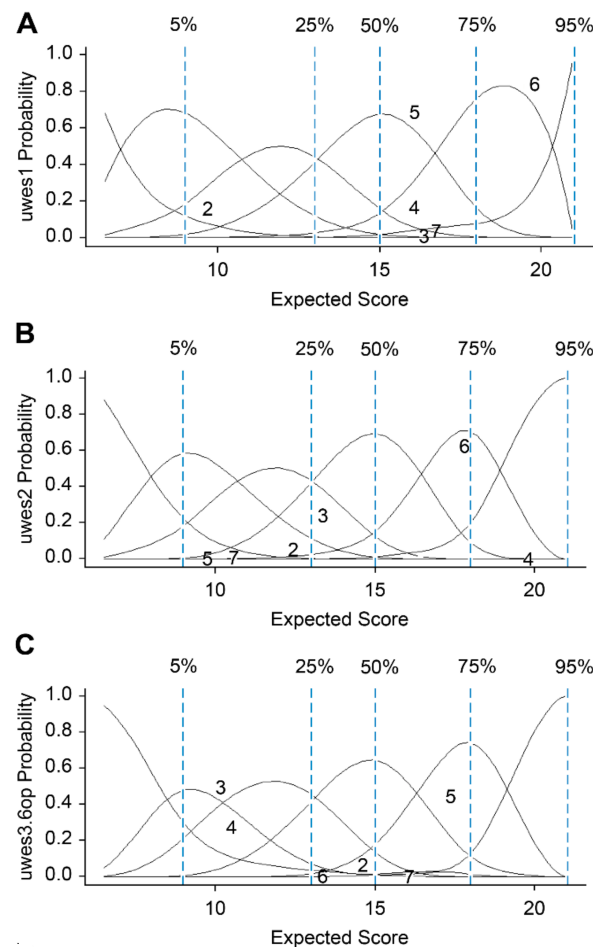 A
5% 25% 50% 75% 95%
1.0
0.8
0.6
0.4
0.2
0.0
uwes1 Probability
6
5
2
4
3
7
10 15 20
Expected Score
B
5% 25% 50% 75% 95%
1.0
0.8
0.6
0.4
0.2
0.0
uwes2 Probability
6
3
2
5
7
4
10 15 20
Expected Score
C
5% 25% 50% 75% 95%
1.0
0.8
0.6
0.4
0.2
0.0
uwes3.6op Probability
3
5
4
2
6
7
10 15 20
Expected Score